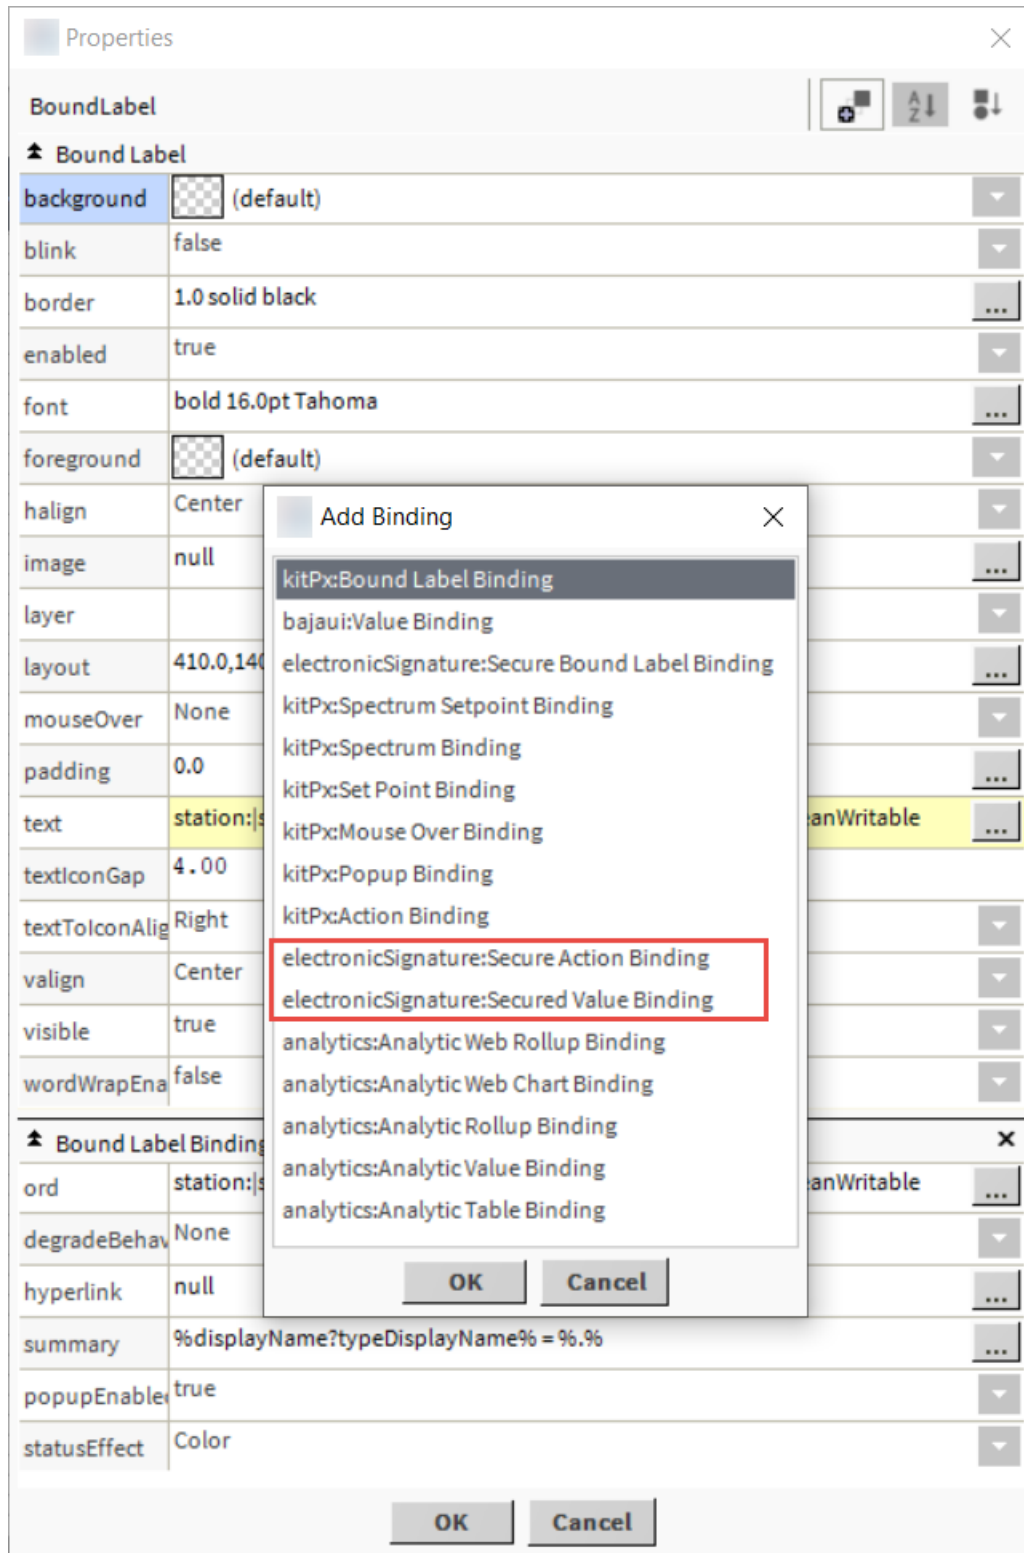 Properties
BoundLabel
Bound Label
background (default)
blink false
border 1.0 solid black ...
enabled true
font bold 16.0pt Tahoma ...
foreground (default)
halign Center
image null ...
layer
layout 410.0,140 ...
mouseOver None
padding 0.0 ...
text station:|s anWritable ...
textIconGap 4.00
textToIconAlig Right
valign Center
visible true
wordWrapEna false
Add Binding
kitPx:Bound Label Binding
bajaui:Value Binding
electronicSignature:Secure Bound Label Binding
kitPx:Spectrum Setpoint Binding
kitPx:Spectrum Binding
kitPx:Set Point Binding
kitPx:Mouse Over Binding
kitPx:Popup Binding
kitPx:Action Binding
electronicSignature:Secure Action Binding
electronicSignature:Secured Value Binding
analytics:Analytic Web Rollup Binding
analytics:Analytic Web Chart Binding
analytics:Analytic Rollup Binding
analytics:Analytic Value Binding
analytics:Analytic Table Binding
OK Cancel
Bound Label Binding
ord station:|s anWritable ...
degradeBehav None
hyperlink null ...
summary %displayName?typeDisplayName% = %.% ...
popupEnable true
statusEffect Color
OK Cancel